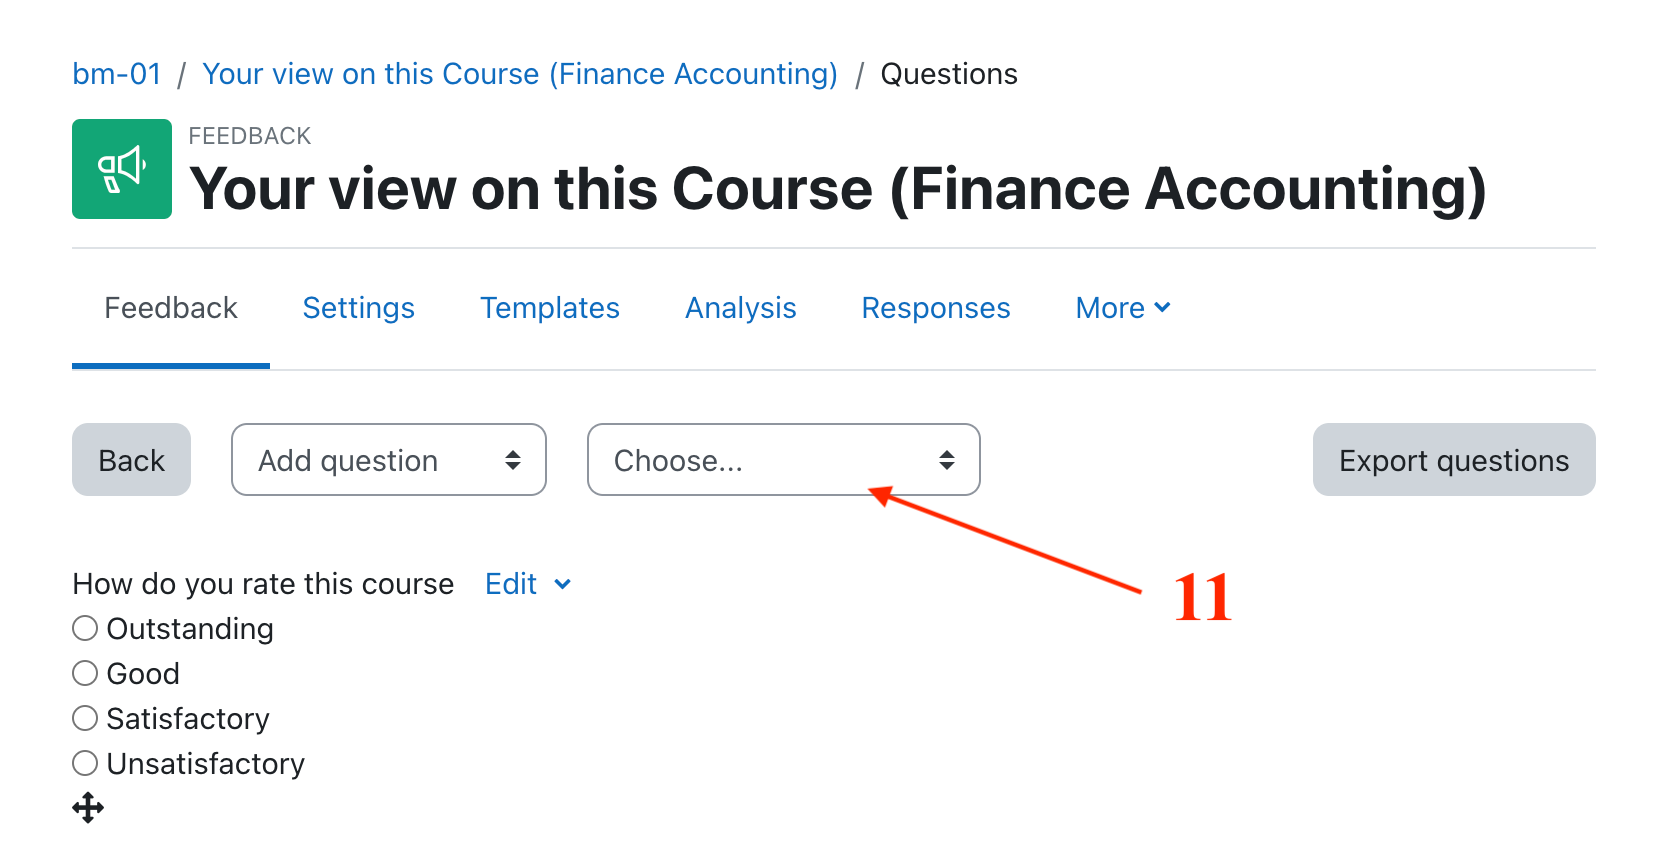 bm-01 / Your view on this Course (Finance Accounting) / Questions
FEEDBACK
Your view on this Course (Finance Accounting)
Feedback Settings Templates Analysis Responses More
Back Add question Choose... Export questions
How do you rate this course Edit
11
Outstanding
Good
Satisfactory
Unsatisfactory